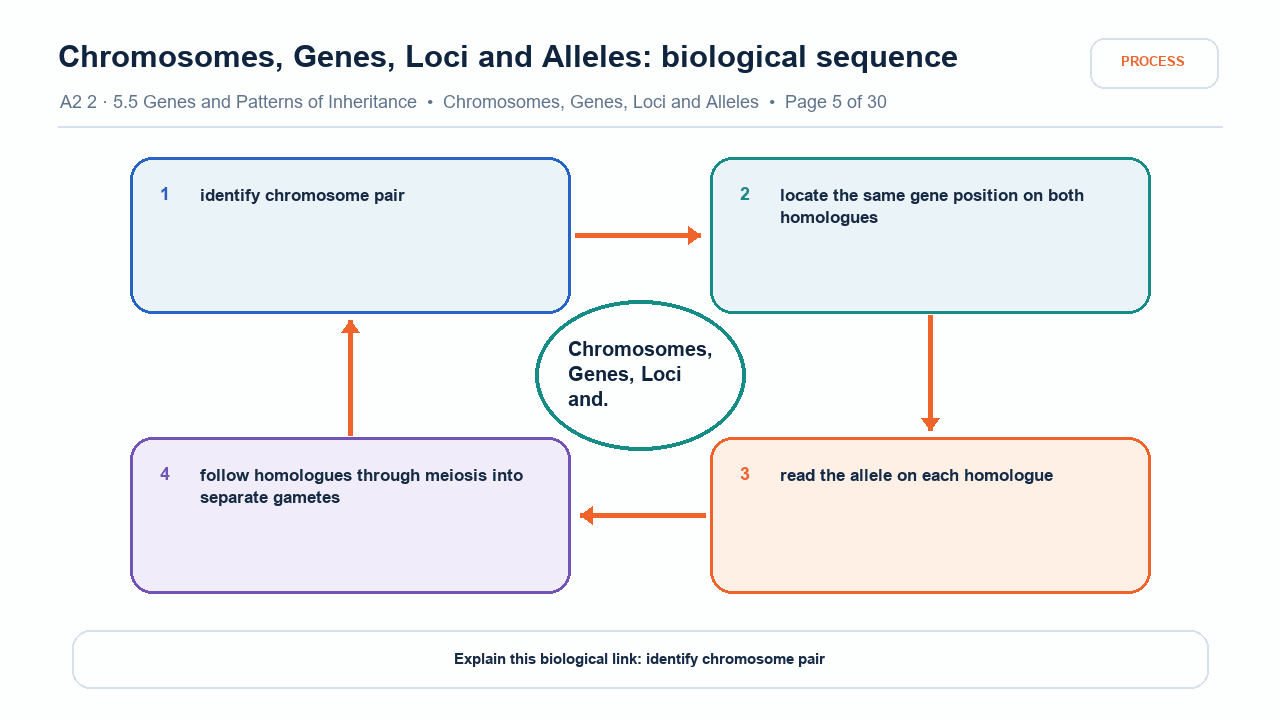 Chromosomes, Genes, Loci and Alleles: biological sequence
PROCESS
A2 2 · 5.5 Genes and Patterns of Inheritance • Chromosomes, Genes, Loci and Alleles • Page 5 of 30
1 identify chromosome pair
2 locate the same gene position on both
homologues
Chromosomes,
Genes, Loci
and.
4 follow homologues through meiosis into
separate gametes
3 read the allele on each homologue
Explain this biological link: identify chromosome pair